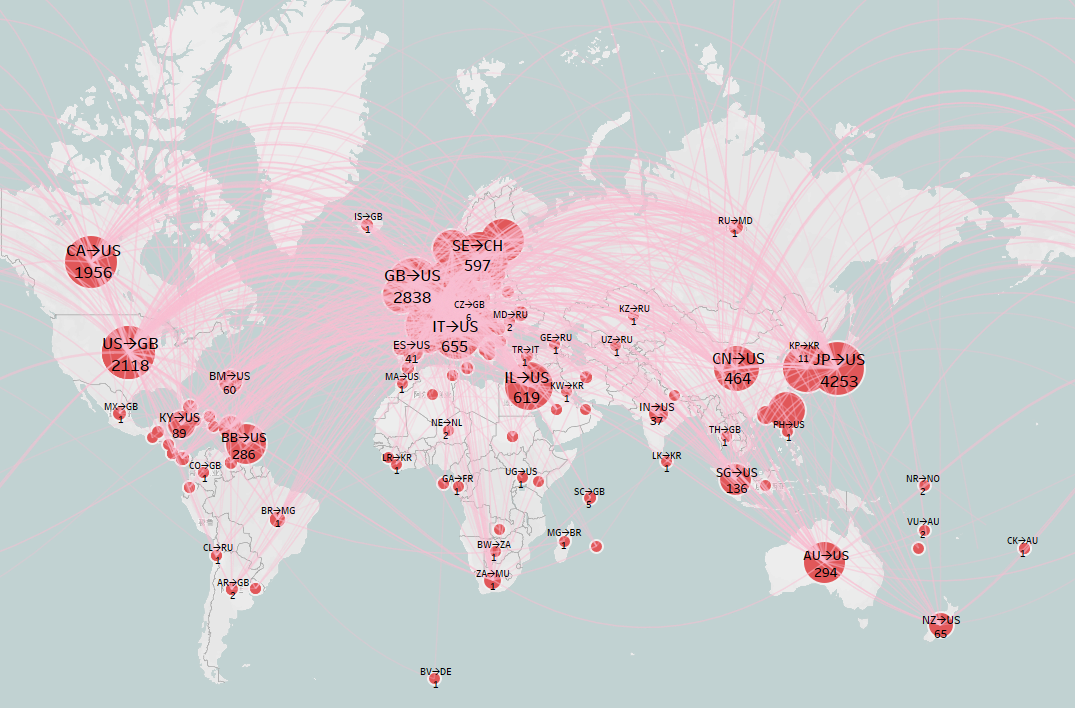 IS→GB
1
RU→MD
1
CA→US
1956
SE→CH
597
GB→US
2838
CZ→GB
6
MD→RU
2
KZ→RU
1
IT→US
655
US→GB
2118
ES→US
41
GE→RU
1
UZ→RU
1
TR→IT
1
KP→KR
11
JP→US
4253
CN→US
464
BM→US
60
MA→US
1
IL→US
619
KW→KR
1
MX→GB
1
KY→US
89
IN→US
37
NE→NL
2
PH→US
1
TH→GB
1
BB→US
286
LR→KR
1
LK→KR
1
CO→GB
1
GA→FR
1
UG→US
1
SG→US
136
SC→GB
5
NR→NO
2
BR→MG
1
VU→AU
2
MG→BR
1
CK→AU
1
CL→RU
1
BW→ZA
1
AU→US
294
ZA→MU
1
AR→GB
2
NZ→US
65
BV→DE
1